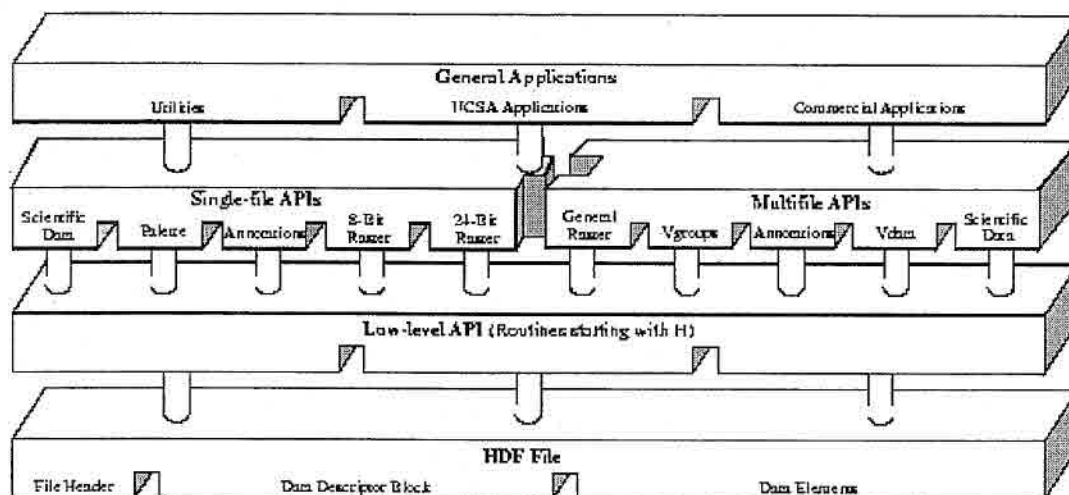 General Applications
Utilities
NCSA Applications
Commercial Applications
Single-file APIs
Multifile APIs
Scientific
Data
Palette
Annotations
8-Bit
Raster
24-Bit
Raster
General
Raster
Vgroups
Annotations
Vdata
Scientific
Data
Low-level API (Routines starting with H)
HDF File
File Header
Data Descriptor Block
Data Elements